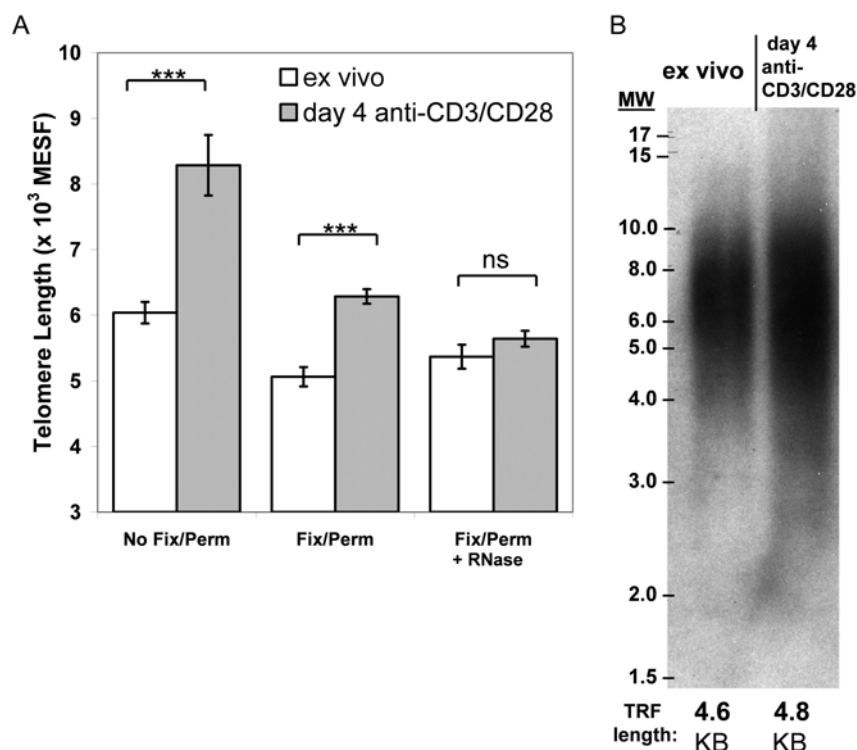 A
Telomere Length (x 10³ MESF)
10
9
8
7
6
5
4
3
***
***
ns
ex vivo
day 4 anti-CD3/CD28
No Fix/Perm
Fix/Perm
Fix/Perm
+ RNase
B
ex vivo
day 4
anti-
CD3/CD28
MW
17
15
10.0
8.0
6.0
5.0
4.0
3.0
2.0
1.5
TRF
length:
4.6
KB
4.8
KB